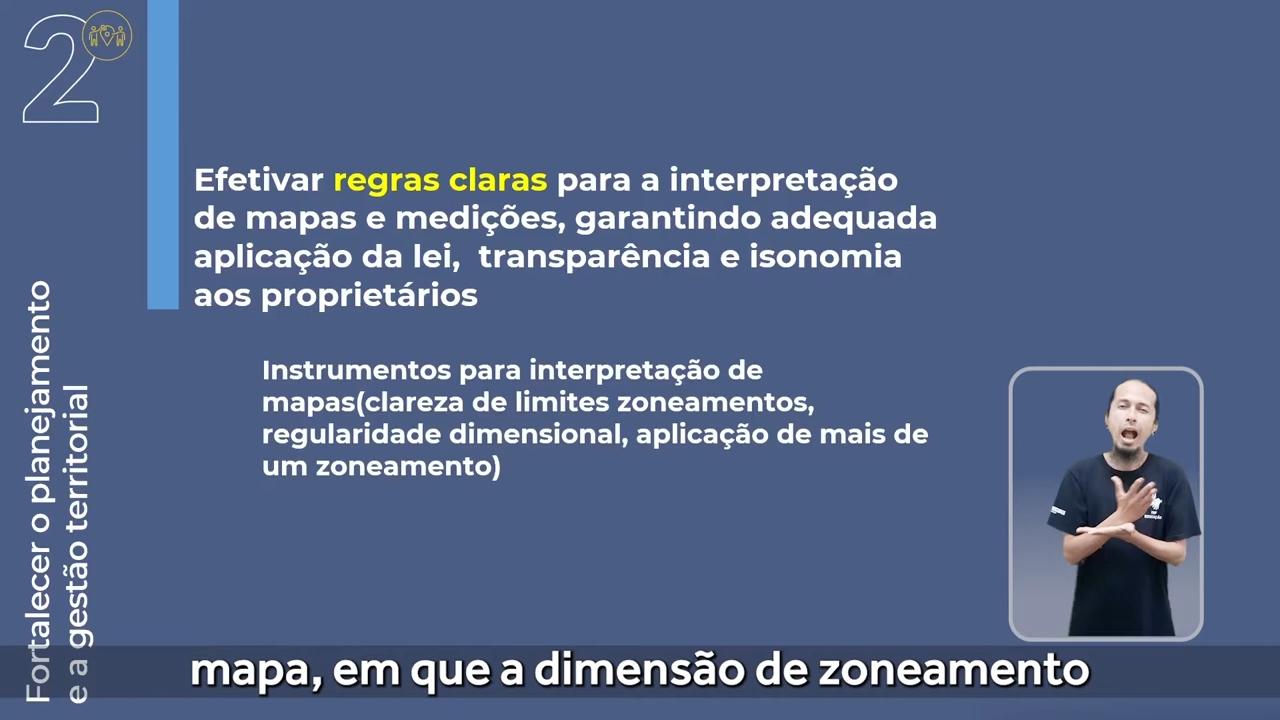 2
Efetivar regras claras para a interpretação
de mapas e medições, garantindo adequada
aplicação da lei,  transparência e isonomia
aos proprietários
Instrumentos para interpretação de
mapas(clareza de limites zoneamentos,
regularidade dimensional, aplicação de mais de
um zoneamento)
Fortalecer o planejamento
e a gestão territorial
mapa, em que a dimensão de zoneamento